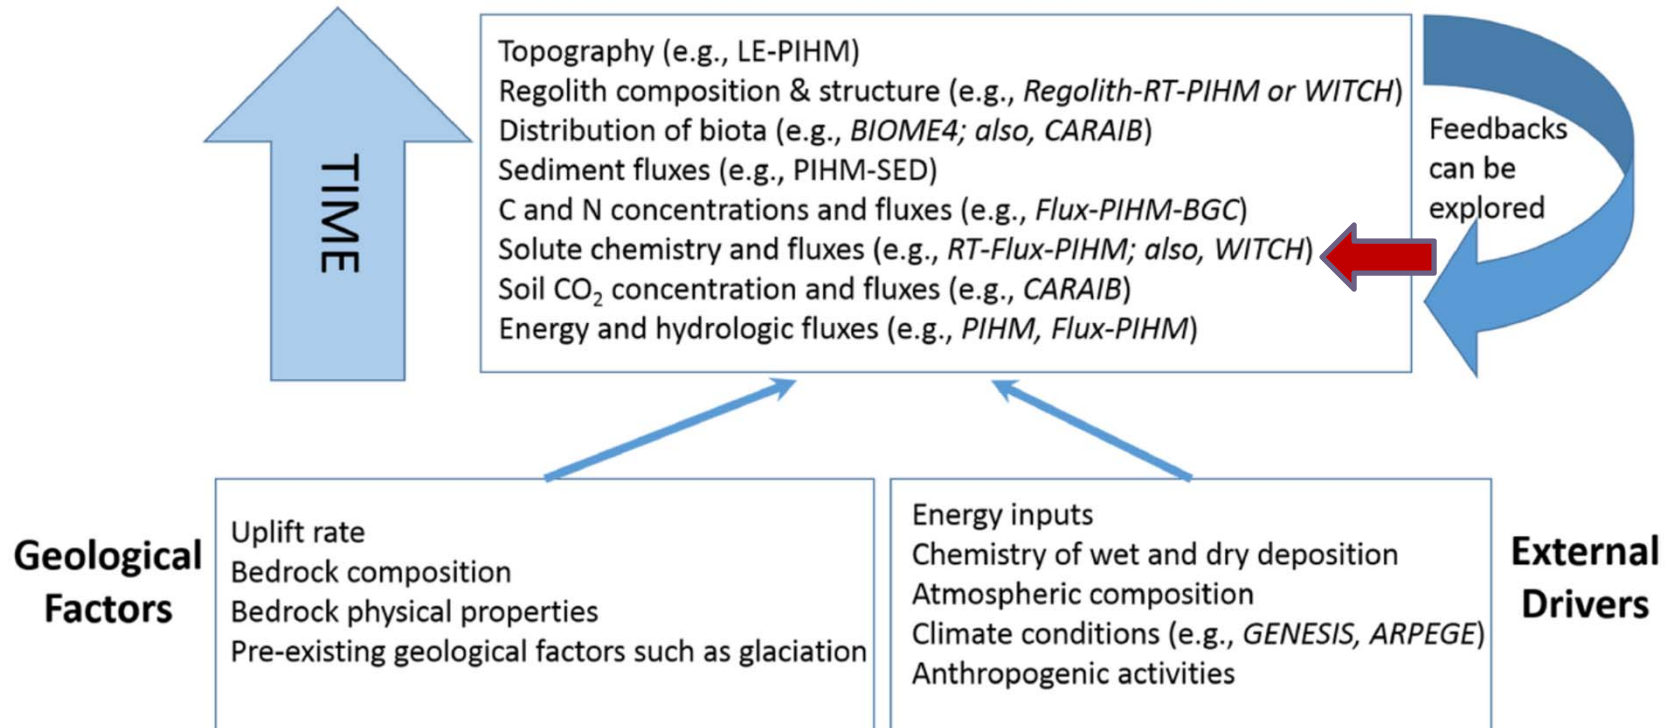 TIME
Topography (e.g., LE-PIHM)
Regolith composition & structure (e.g., Regolith-RT-PIHM or WITCH)
Distribution of biota (e.g., BIOME4; also, CARAIB)
Sediment fluxes (e.g., PIHM-SED)
C and N concentrations and fluxes (e.g., Flux-PIHM-BGC)
Solute chemistry and fluxes (e.g., RT-Flux-PIHM; also, WITCH)
Soil CO₂ concentration and fluxes (e.g., CARAIB)
Energy and hydrologic fluxes (e.g., PIHM, Flux-PIHM)
Feedbacks
can be
explored
Geological
Factors
Uplift rate
Bedrock composition
Bedrock physical properties
Pre-existing geological factors such as glaciation
Energy inputs
Chemistry of wet and dry deposition
Atmospheric composition
Climate conditions (e.g., GENESIS, ARPEGE)
Anthropogenic activities
External
Drivers